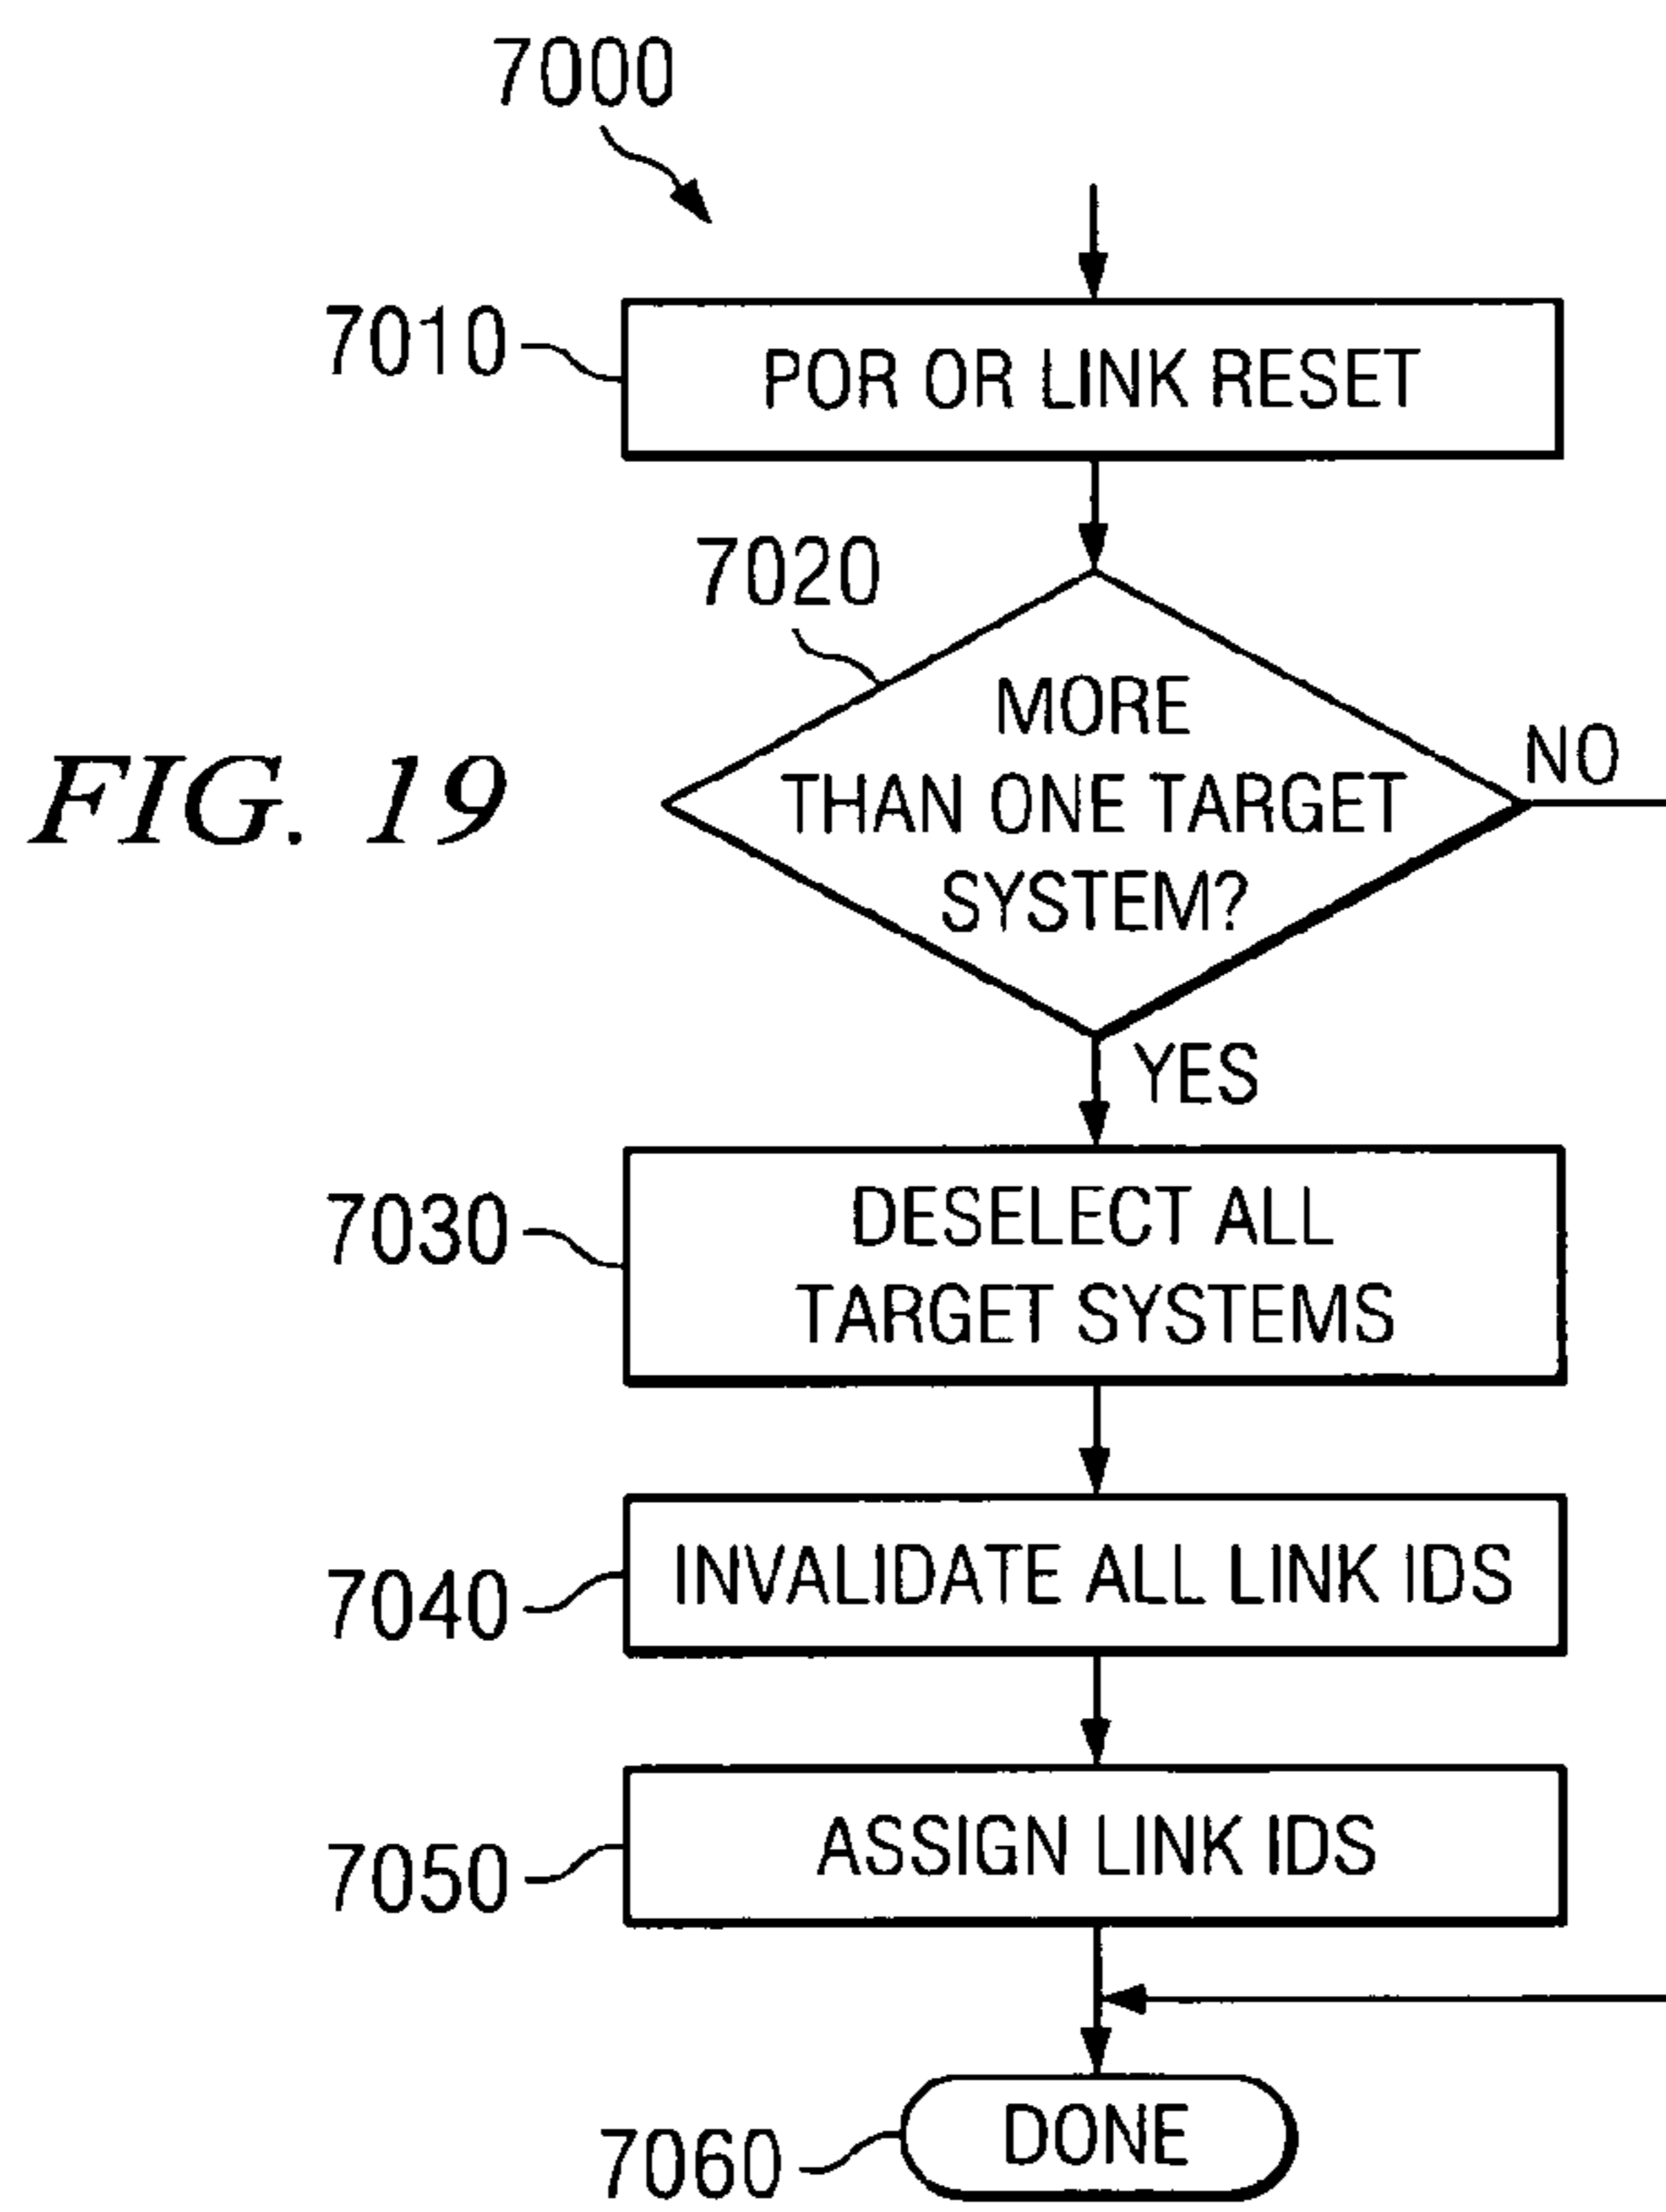 7000
7010
POR OR LINK RESET
7020
MORE
THAN ONE TARGET
SYSTEM?
NO
FIG. 19
YES
7030
DESELECT ALL
TARGET SYSTEMS
7040
INVALIDATE ALL LINK IDS
7050
ASSIGN LINK IDS
7060
DONE